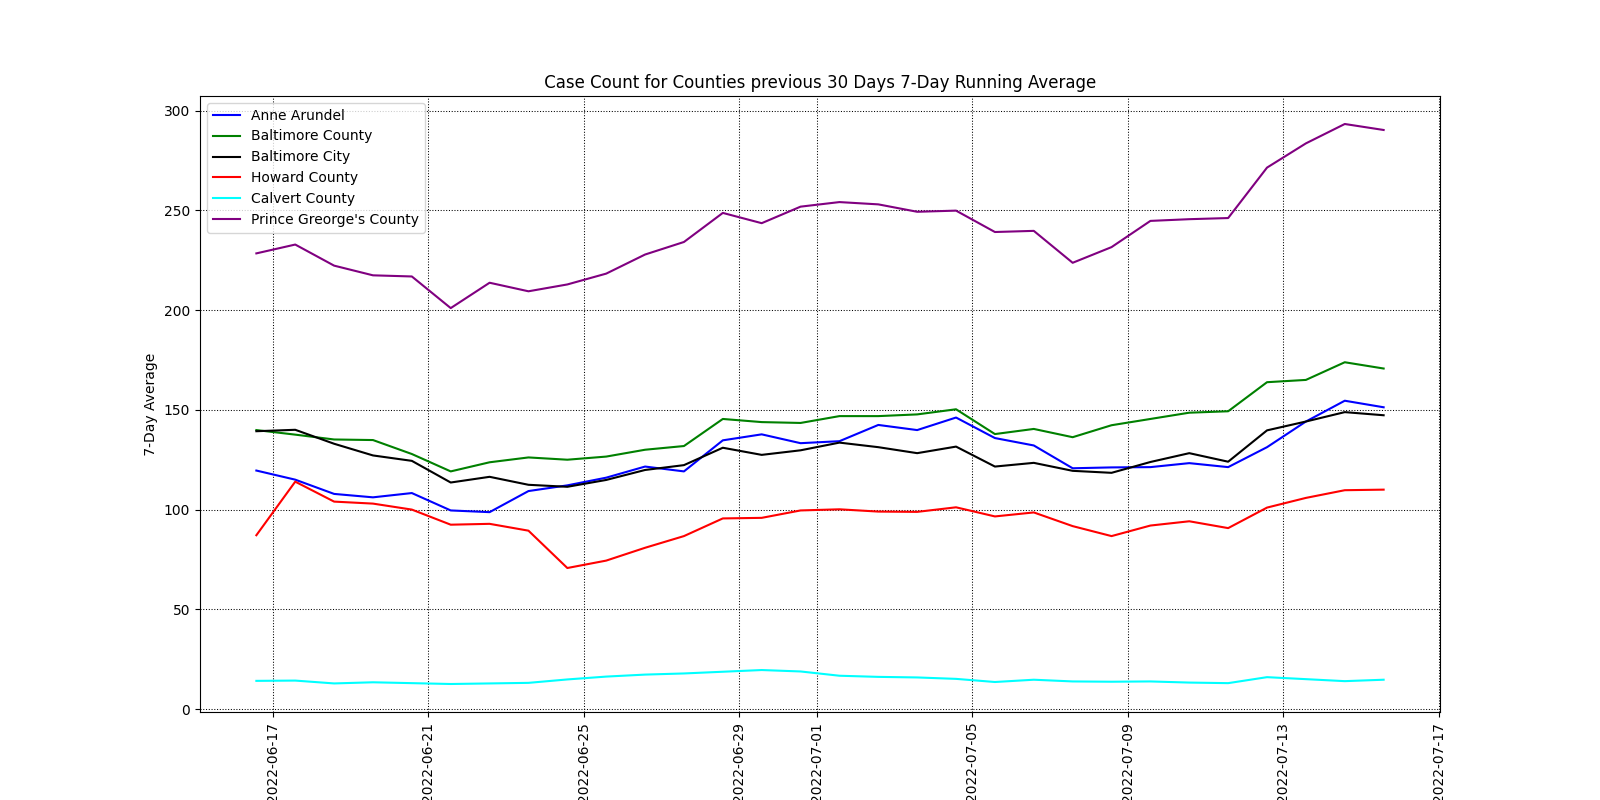 Case Count for Counties previous 30 Days 7-Day Running Average
300
250
200
150
100
50
0
7-Day Average
Anne Arundel
Baltimore County
Baltimore City
Howard County
Calvert County
Prince Greorge's County
2022-06-17
2022-06-21
2022-06-25
2022-06-29
2022-07-01
2022-07-05
2022-07-09
2022-07-13
2022-07-17